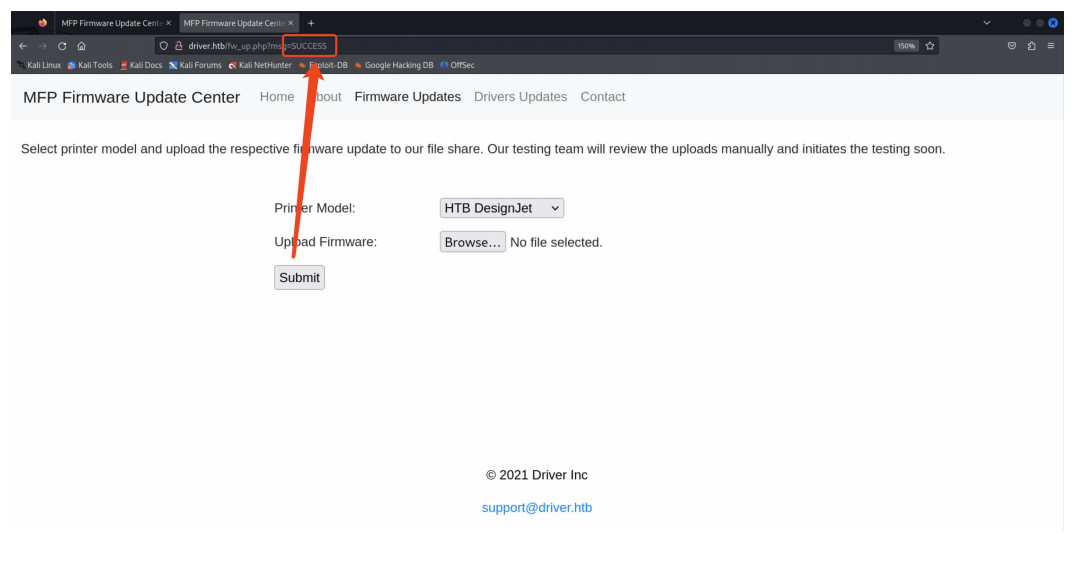 MFP Firmware Update Cente × MFP Firmware Update Cente × +
driver.htb/fw_up.php?msg=SUCCESS 150%
Kali Linux Kali Tools Kali Docs Kali Forums Kali NetHunter Exploit-DB Google Hacking DB OffSec
MFP Firmware Update Center Home About Firmware Updates Drivers Updates Contact
Select printer model and upload the respective firmware update to our file share. Our testing team will review the uploads manually and initiates the testing soon.
Printer Model: HTB DesignJet
Upload Firmware: Browse... No file selected.
Submit
© 2021 Driver Inc
support@driver.htb